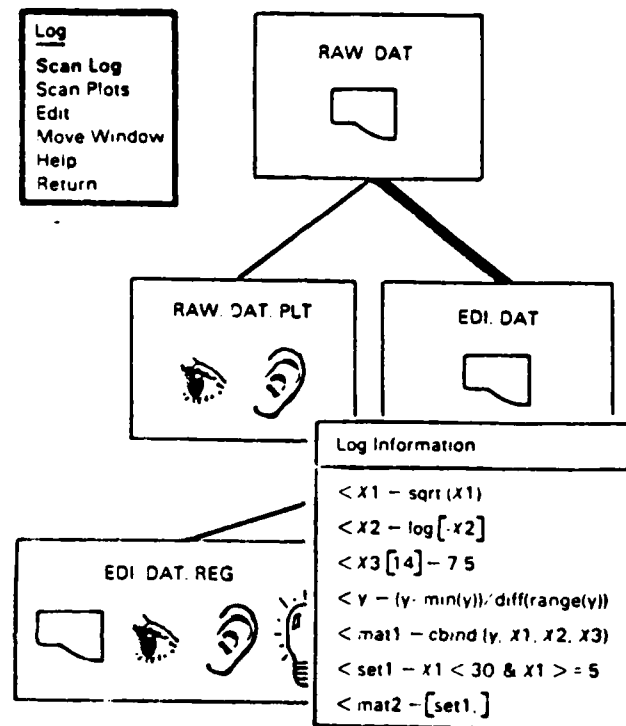 Log
Scan Log
Scan Plots
Edit
Move Window
Help
Return
RAW DAT
RAW. DAT. PLT
EDI. DAT
EDI DAT. REG
Log Information
< X1 – sqrt (X1)
< X2 – log[-X2]
< X3 [14] – 7 5
< y – (y- min(y))/diff(range(y))
< mat1 – cbind (y, X1, X2, X3)
< set1 – X1 < 30 & X1 > = 5
< mat2 – [set1,]